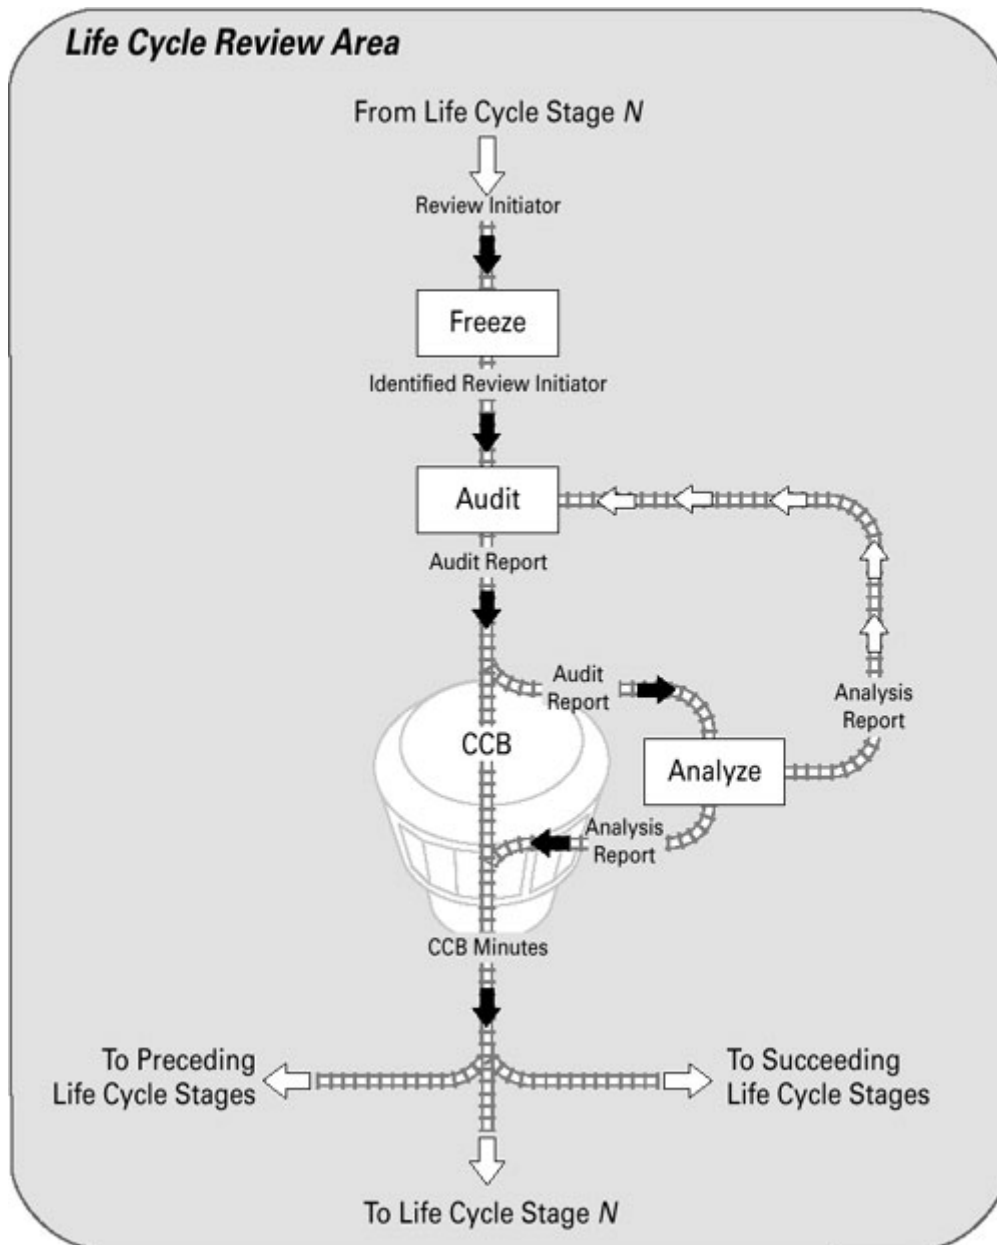 Life Cycle Review Area
From Life Cycle Stage N
Review Initiator
Freeze
Identified Review Initiator
Audit
Audit Report
Audit
Report
Analysis
Report
CCB
Analyze
Analysis
Report
CCB Minutes
To Preceding
Life Cycle Stages
To Succeeding
Life Cycle Stages
To Life Cycle Stage N